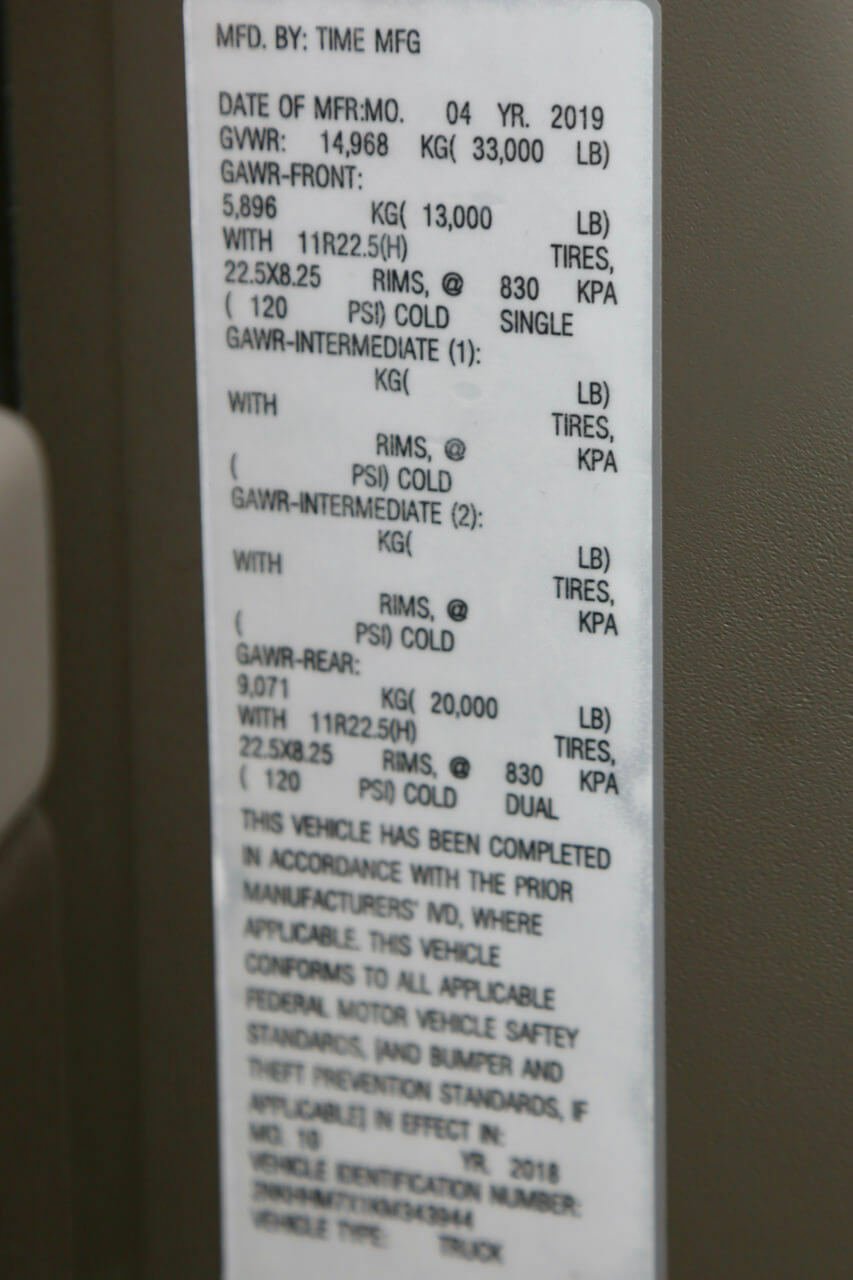 MFD. BY: TIME MFG
DATE OF MFR:MO. 04 YR. 2019
GVWR: 14,968 KG( 33,000 LB)
GAWR-FRONT:
5,896 KG( 13,000 LB)
WITH 11R22.5(H) TIRES,
22.5X8.25 RIMS, @ 830 KPA
( 120 PSI) COLD SINGLE
GAWR-INTERMEDIATE (1):
KG( LB)
WITH TIRES,
RIMS, @ KPA
( PSI) COLD
GAWR-INTERMEDIATE (2):
KG( LB)
WITH TIRES,
RIMS, @ KPA
( PSI) COLD
GAWR-REAR:
9,071 KG( 20,000 LB)
WITH 11R22.5(H) TIRES,
22.5X8.25 RIMS, @ 830 KPA
( 120 PSI) COLD DUAL
THIS VEHICLE HAS BEEN COMPLETED
IN ACCORDANCE WITH THE PRIOR
MANUFACTURERS' IVD, WHERE
APPLICABLE. THIS VEHICLE
CONFORMS TO ALL APPLICABLE
FEDERAL MOTOR VEHICLE SAFTEY
STANDARDS, [AND BUMPER AND
THEFT PREVENTION STANDARDS, IF
APPLICABLE] IN EFFECT IN:
MO. 10 YR. 2018
VEHICLE IDENTIFICATION NUMBER:
VEHICLE TYPE: TRUCK